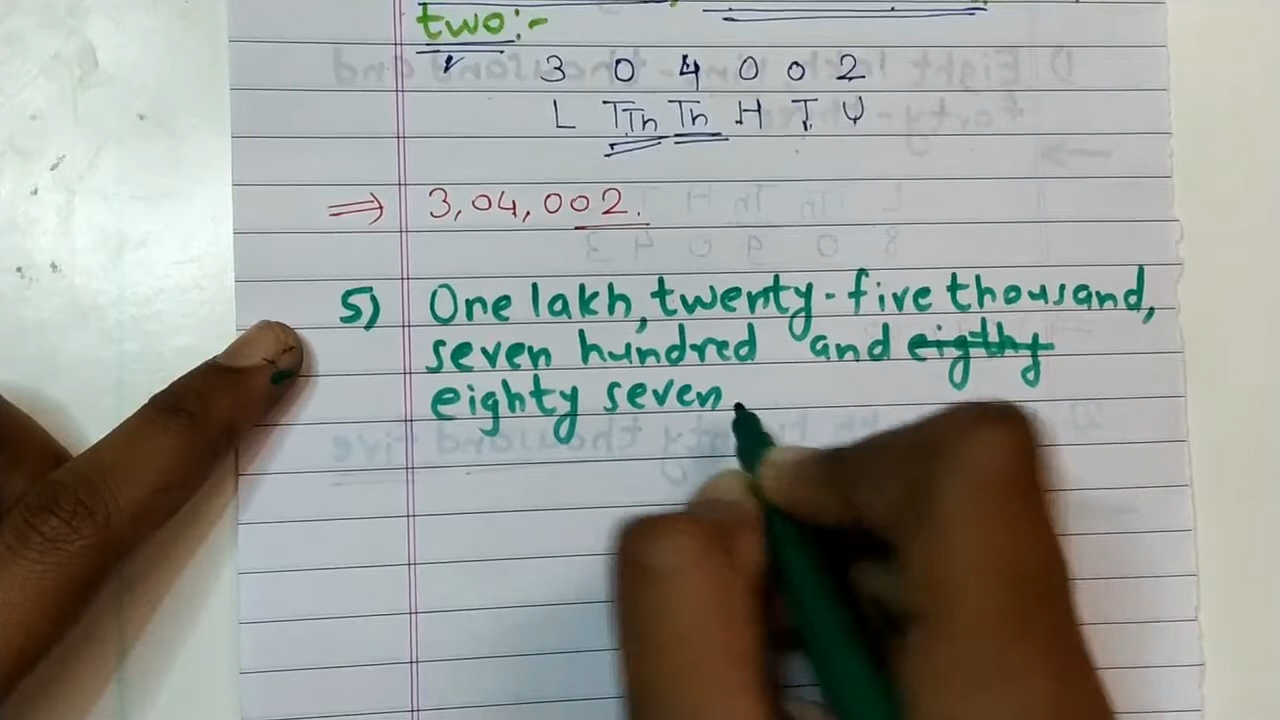 two:-
3 0 4 0 0 2
L TTh Th H T U
⇒ 3,04,002.
5) One lakh, twenty-five thousand,
seven hundred and eigthy
eighty seven